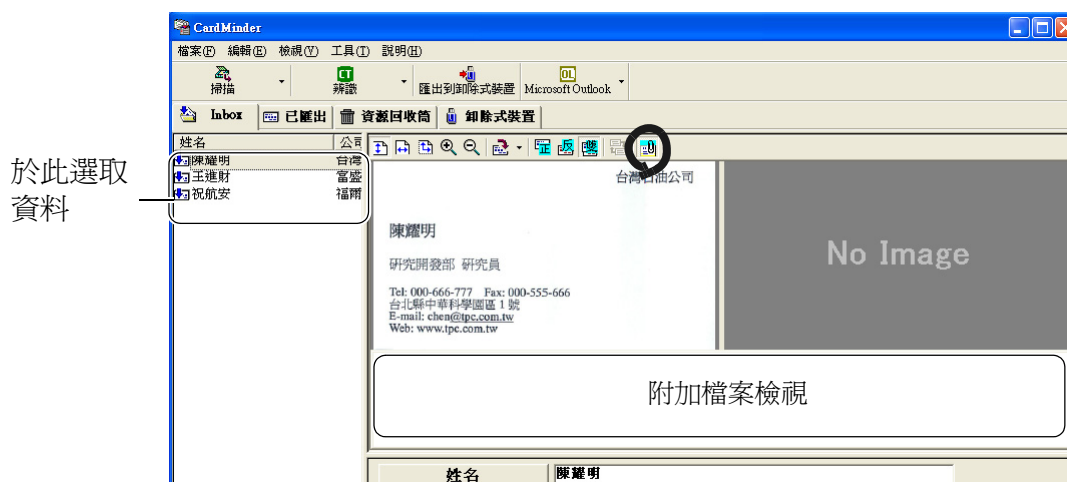 CardMinder
檔案(F) 編輯(E) 檢視(V) 工具(T) 說明(H)
掃描 辨識 匯出到卸除式裝置 Microsoft Outlook
Inbox 已匯出 資源回收筒 卸除式裝置
姓名 公司
陳耀明 台灣
王進財 富盛
祝航安 福爾
於此選取
資料
台灣石油公司
陳耀明
研究開發部 研究員
Tel: 000-666-777 Fax: 000-555-666
台北縣中華科學園區 1 號
E-mail: chen@tpc.com.tw
Web: www.tpc.com.tw
No Image
附加檔案檢視
姓名 陳耀明